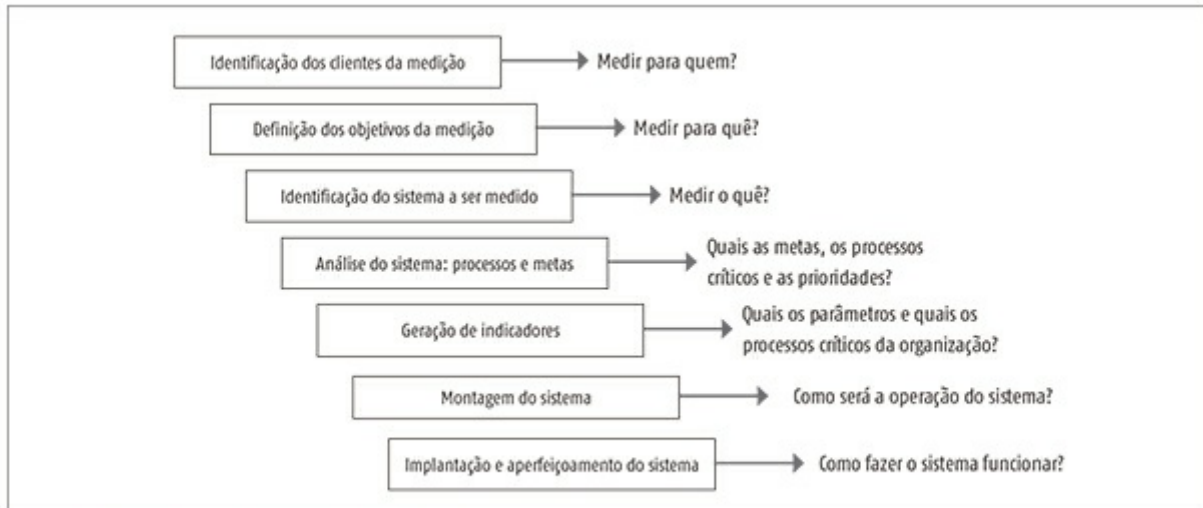 Identificação dos clientes da medição
Medir para quem?
Definição dos objetivos da medição
Medir para quê?
Identificação do sistema a ser medido
Medir o quê?
Análise do sistema: processos e metas
Quais as metas, os processos
críticos e as prioridades?
Geração de indicadores
Quais os parâmetros e quais os
processos críticos da organização?
Montagem do sistema
Como será a operação do sistema?
Implantação e aperfeiçoamento do sistema
Como fazer o sistema funcionar?